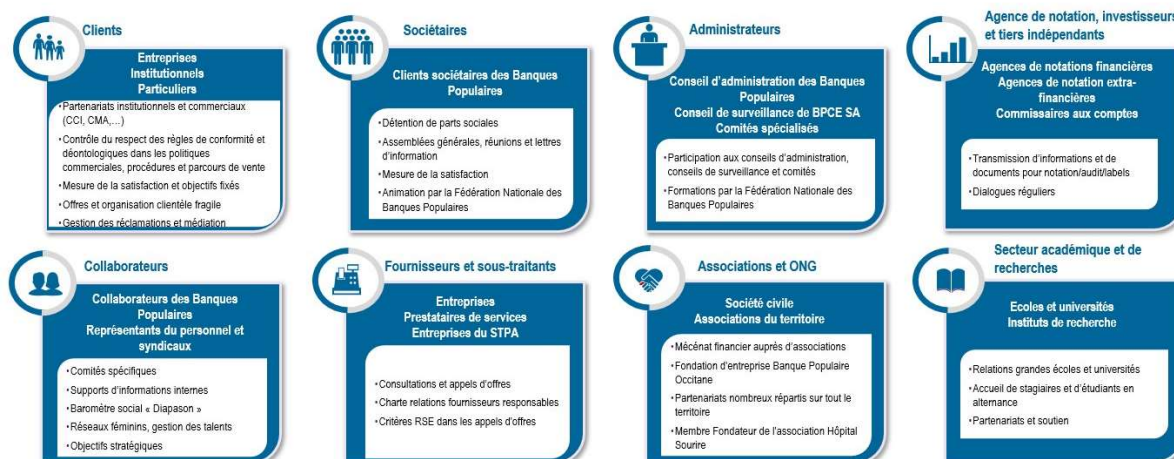 Clients
Entreprises
Institutionnels
Particuliers
•Partenariats institutionnels et commerciaux
(CCI, CMA,…)
•Contrôle du respect des règles de conformité et
déontologiques dans les politiques
commerciales, procédures et parcours de vente
•Mesure de la satisfaction et objectifs fixés
•Offres et organisation clientèle fragile
•Gestion des réclamations et médiation
Sociétaires
Clients sociétaires des Banques
Populaires
•Détention de parts sociales
•Assemblées générales, réunions et lettres
d'information
•Mesure de la satisfaction
•Animation par la Fédération Nationale des
Banques Populaires
Administrateurs
Conseil d'administration des Banques
Populaires
Conseil de surveillance de BPCE SA
Comités spécialisés
•Participation aux conseils d'administration,
conseils de surveillance et comités
•Formations par la Fédération Nationale des
Banques Populaires
Agence de notation, investisseurs
et tiers indépendants
Agences de notations financières
Agences de notation extra-
financières
Commissaires aux comptes
•Transmission d'informations et de
documents pour notation/audit/labels
•Dialogues réguliers
Collaborateurs
Collaborateurs des Banques
Populaires
Représentants du personnel et
syndicaux
•Comités spécifiques
•Supports d'informations internes
•Baromètre social « Diapason »
•Réseaux féminins, gestion des talents
•Objectifs stratégiques
Fournisseurs et sous-traitants
Entreprises
Prestataires de services
Entreprises du STPA
•Consultations et appels d'offres
•Charte relations fournisseurs responsables
•Critères RSE dans les appels d'offres
Associations et ONG
Société civile
Associations du territoire
•Mécénat financier auprés d'associations
•Fondation d'entreprise Banque Populaire
Occitane
•Partenariats nombreux répartis sur tout le
territoire
•Membre Fondateur de l'association Hôpital
Sourire
Secteur académique et de
recherches
Ecoles et universités
Instituts de recherche
•Relations grandes écoles et universités
•Accueil de stagiaires et d'étudiants en
alternance
•Partenariats et soutien